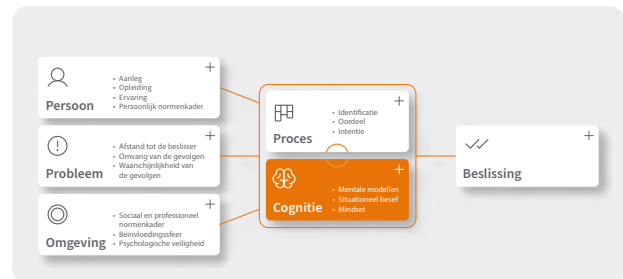 Persoon
• Aanleg
• Opleiding
• Ervaring
• Persoonlijk normenkader
Probleem
• Afstand tot de beslisser
• Omvang van de gevolgen
• Waarschijnlijkheid van
de gevolgen
Omgeving
• Sociaal en professioneel
normenkader
• Beïnvloedingssfeer
• Psychologische veiligheid
Proces
• Identificatie
• Oordeel
• Intentie
Cognitie
• Mentale modellen
• Situationeel besef
• Mindset
Beslissing